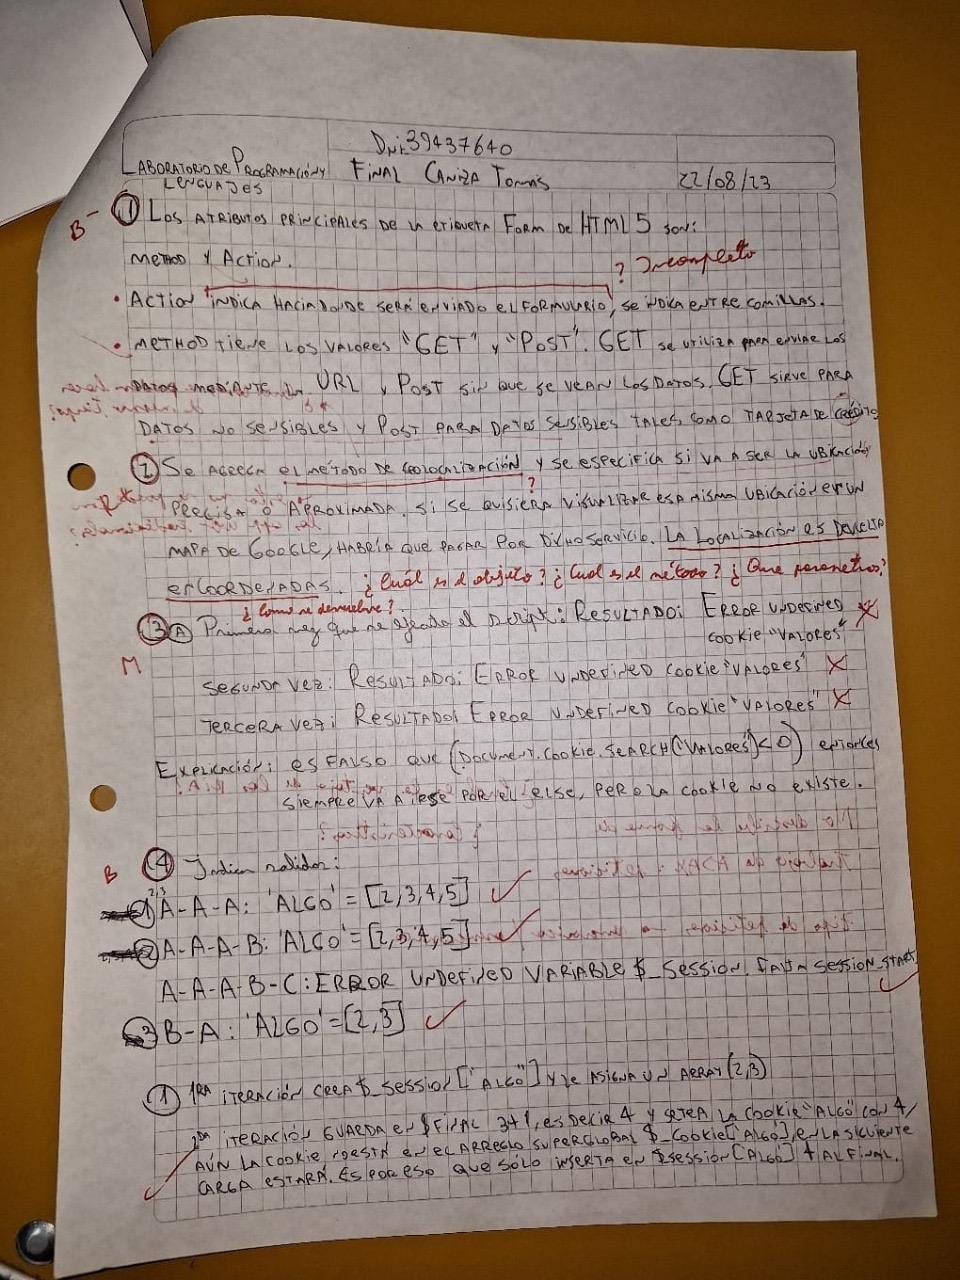 DNI: 39437640
LABORATORIO DE PROGRAMACIÓN Y LENGUAJES
FINAL CANIZA TOMÁS
22/08/23
B-
① LOS ATRIBUTOS PRINCIPALES DE LA ETIQUETA FORM DE HTML5 SON:
METHOD Y ACTION.
? Incompleto
• ACTION INDICA HACIA DONDE SERÁ ENVIADO EL FORMULARIO, SE INDICA ENTRE COMILLAS.
• METHOD TIENE LOS VALORES "GET" Y "POST". GET SE UTILIZA PARA ENVIAR LOS
DATOS MEDIANTE LA URL Y POST SIN QUE SE VEAN LOS DATOS. GET SIRVE PARA
DATOS NO SENSIBLES Y POST PARA DATOS SENSIBLES TALES COMO TARJETA DE CRÉDITO
② SE AGREGA EL MÉTODO DE GEOLOCALIZACIÓN Y SE ESPECIFICA SI VA A SER LA UBICACIÓN
?
PRECISA O APROXIMADA. SI SE QUISIERA VISUALIZAR ESA MISMA UBICACIÓN EN UN
MAPA DE GOOGLE, HABRÍA QUE PAGAR POR DICHO SERVICIO. LA LOCALIZACIÓN ES DEVUELTA
EN COORDENADAS. ¿Cuál es el objeto? ¿Cual es el método? ¿Que parametros?
¿Como se devuelve?
③ Ⓐ Primera vez que se ejecuta el script: RESULTADO: ERROR UNDEFINED
COOKIE "VALORES" X
M
SEGUNDA VEZ: RESULTADO: ERROR UNDEFINED COOKIE "VALORES" X
TERCERA VEZ: RESULTADO: ERROR UNDEFINED COOKIE "VALORES" X
EXPLICACIÓN: ES FALSO QUE (DOCUMENT.COOKIE.SEARCH("VALORES")<0) ENTONCES
SIEMPRE VA A IRSE POR EL ELSE, PERO LA COOKIE NO EXISTE.
B
④ Indices validos:
2,3
① A-A-A: 'ALGO' = [2,3,4,5] ✓
② A-A-A-B: 'ALGO' = [2,3,4,5] ✓
A-A-A-B-C: ERROR UNDEFINED VARIABLE $_SESSION. FALTA SESSION_START ✓
③ B-A: 'ALGO' = [2,3] ✓
① 1RA ITERACIÓN CREA $_SESSION["ALGO"] Y LE ASIGNA UN ARRAY(2,3)
2DA ITERACIÓN GUARDA EN $FINAL 3+1, ES DECIR 4 Y SETEA LA COOKIE "ALGO" CON 4,
AÚN LA COOKIE NO ESTÁ EN EL ARREGLO SUPERGLOBAL $_COOKIE["ALGO"], EN LA SIGUIENTE
CARGA ESTARÁ. ES POR ESO QUE SÓLO INSERTA EN $SESSION[ALGO] 4 AL FINAL.